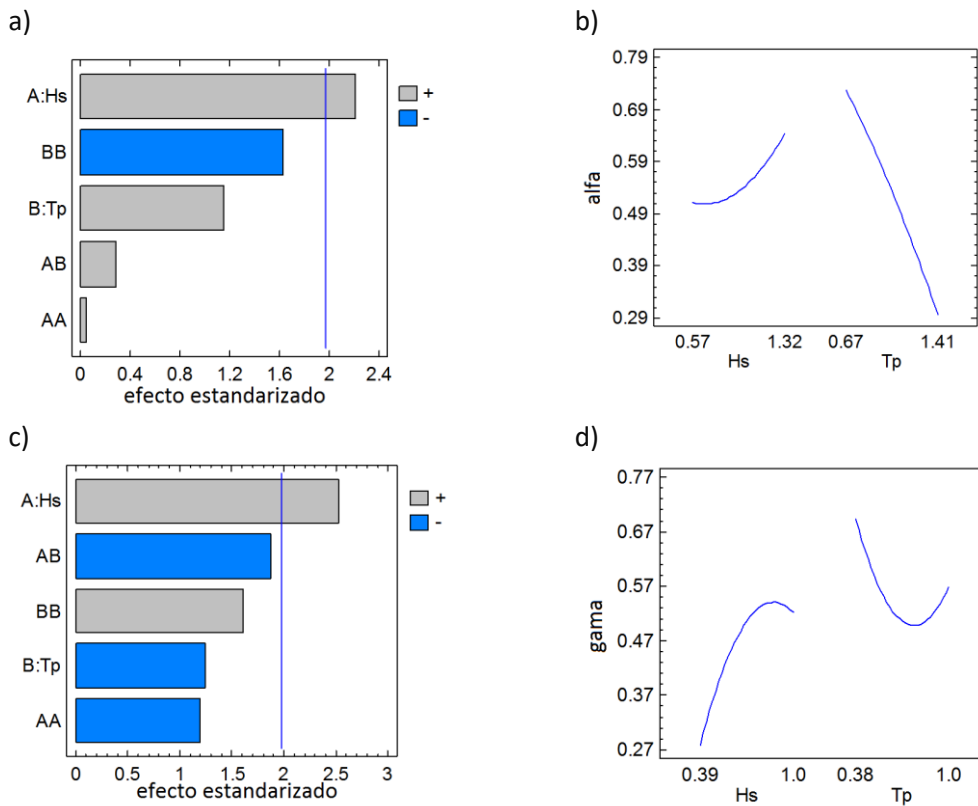 a)
A:Hs
BB
B:Tp
AB
AA
0 0.4 0.8 1.2 1.6 2 2.4
efecto estandarizado
+
-
b)
0.79
0.69
0.59
0.49
0.39
0.29
alfa
0.57 1.32 0.67 1.41
Hs Tp
c)
A:Hs
AB
BB
B:Tp
AA
0 0.5 1 1.5 2 2.5 3
efecto estandarizado
+
-
d)
0.77
0.67
0.57
0.47
0.37
0.27
gama
0.39 1.0 0.38 1.0
Hs Tp